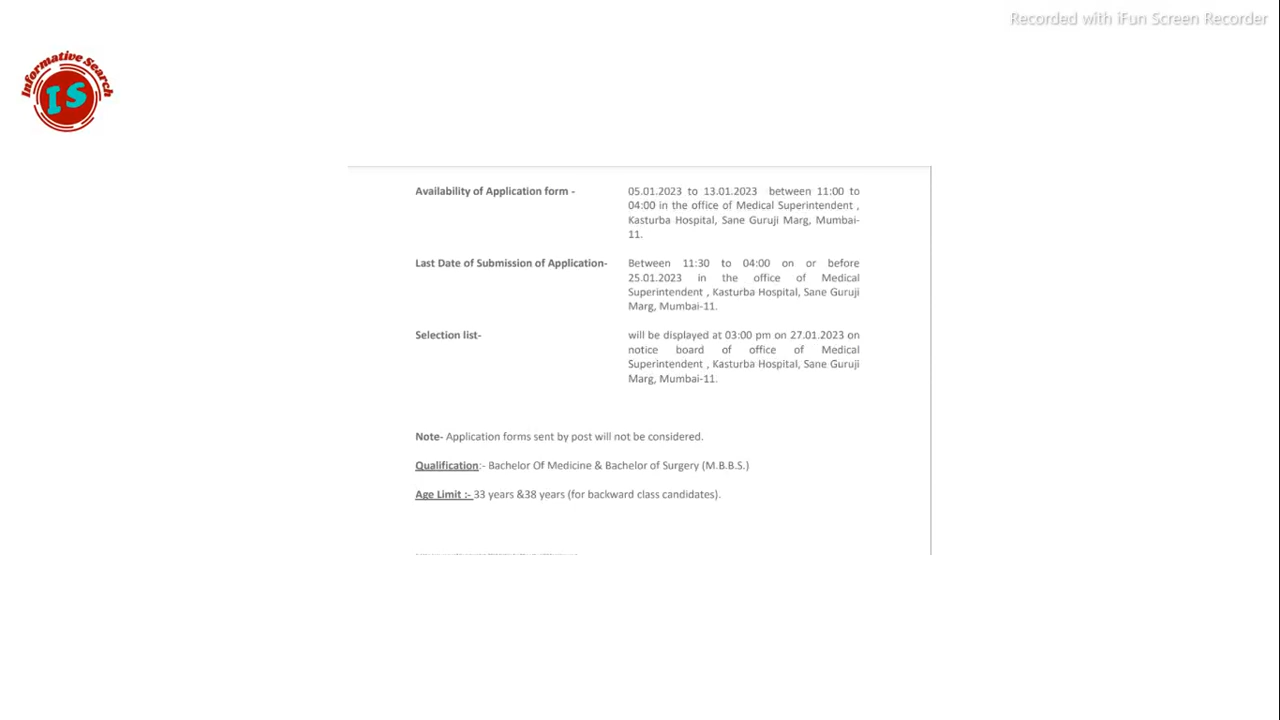 Recorded with iFun Screen Recorder
Informative Search
IS
Availability of Application form -
05.01.2023 to 13.01.2023 between 11:00 to
04:00 in the office of Medical Superintendent ,
Kasturba Hospital, Sane Guruji Marg, Mumbai-
11.
Last Date of Submission of Application-
Between 11:30 to 04:00 on or before
25.01.2023 in the office of Medical
Superintendent , Kasturba Hospital, Sane Guruji
Marg, Mumbai-11.
Selection list-
will be displayed at 03:00 pm on 27.01.2023 on
notice board of office of Medical
Superintendent , Kasturba Hospital, Sane Guruji
Marg, Mumbai-11.
Note- Application forms sent by post will not be considered.
Qualification:- Bachelor Of Medicine & Bachelor of Surgery (M.B.B.S.)
Age Limit :- 33 years &38 years (for backward class candidates).